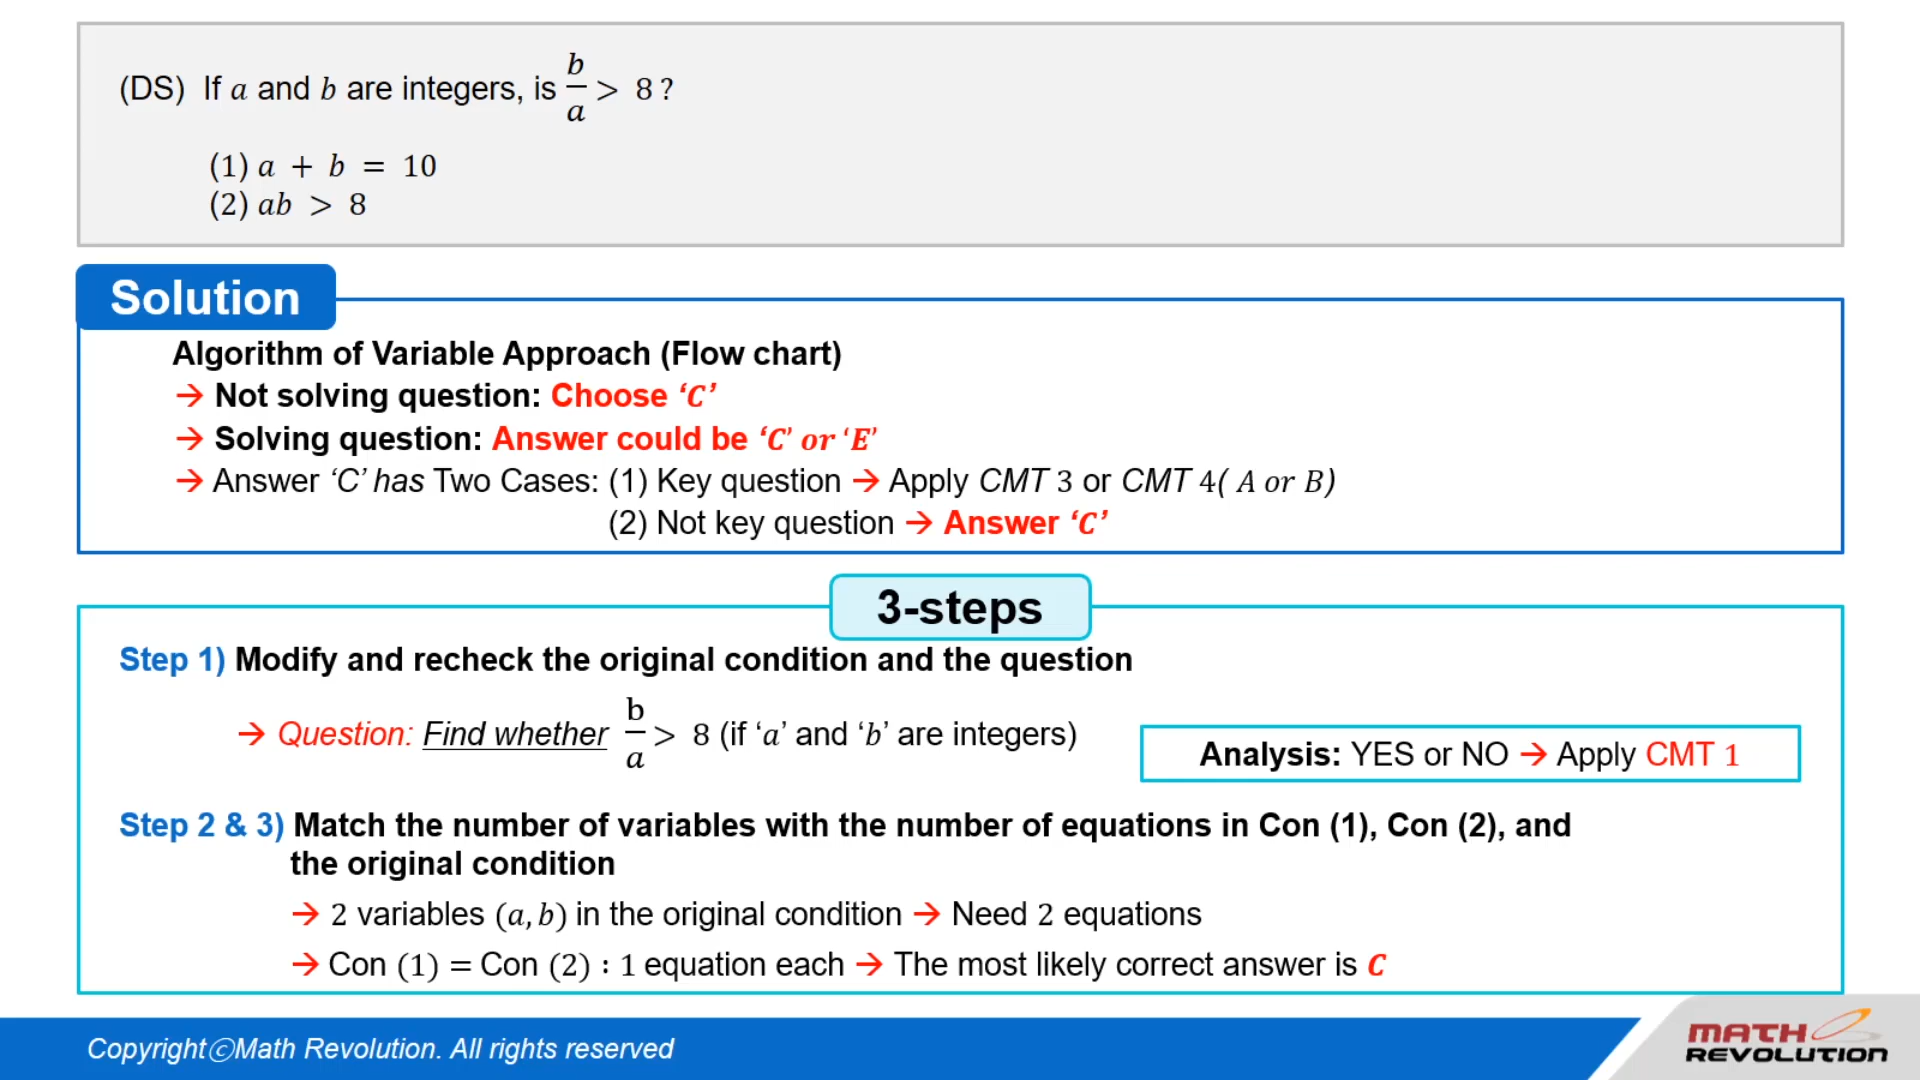 (DS) If a and b are integers, is b/a > 8 ?
(1) a + b = 10
(2) ab > 8
Solution
Algorithm of Variable Approach (Flow chart)
→ Not solving question: Choose ‘C’
→ Solving question: Answer could be ‘C’ or ‘E’
→ Answer ‘C’ has Two Cases: (1) Key question → Apply CMT 3 or CMT 4( A or B)
(2) Not key question → Answer ‘C’
3-steps
Step 1) Modify and recheck the original condition and the question
→ Question: Find whether b/a > 8 (if ‘a’ and ‘b’ are integers)
Analysis: YES or NO → Apply CMT 1
Step 2 & 3) Match the number of variables with the number of equations in Con (1), Con (2), and
the original condition
→ 2 variables (a, b) in the original condition → Need 2 equations
→ Con (1) = Con (2) : 1 equation each → The most likely correct answer is C
CopyrightⓒMath Revolution. All rights reserved
MATH
REVOLUTION